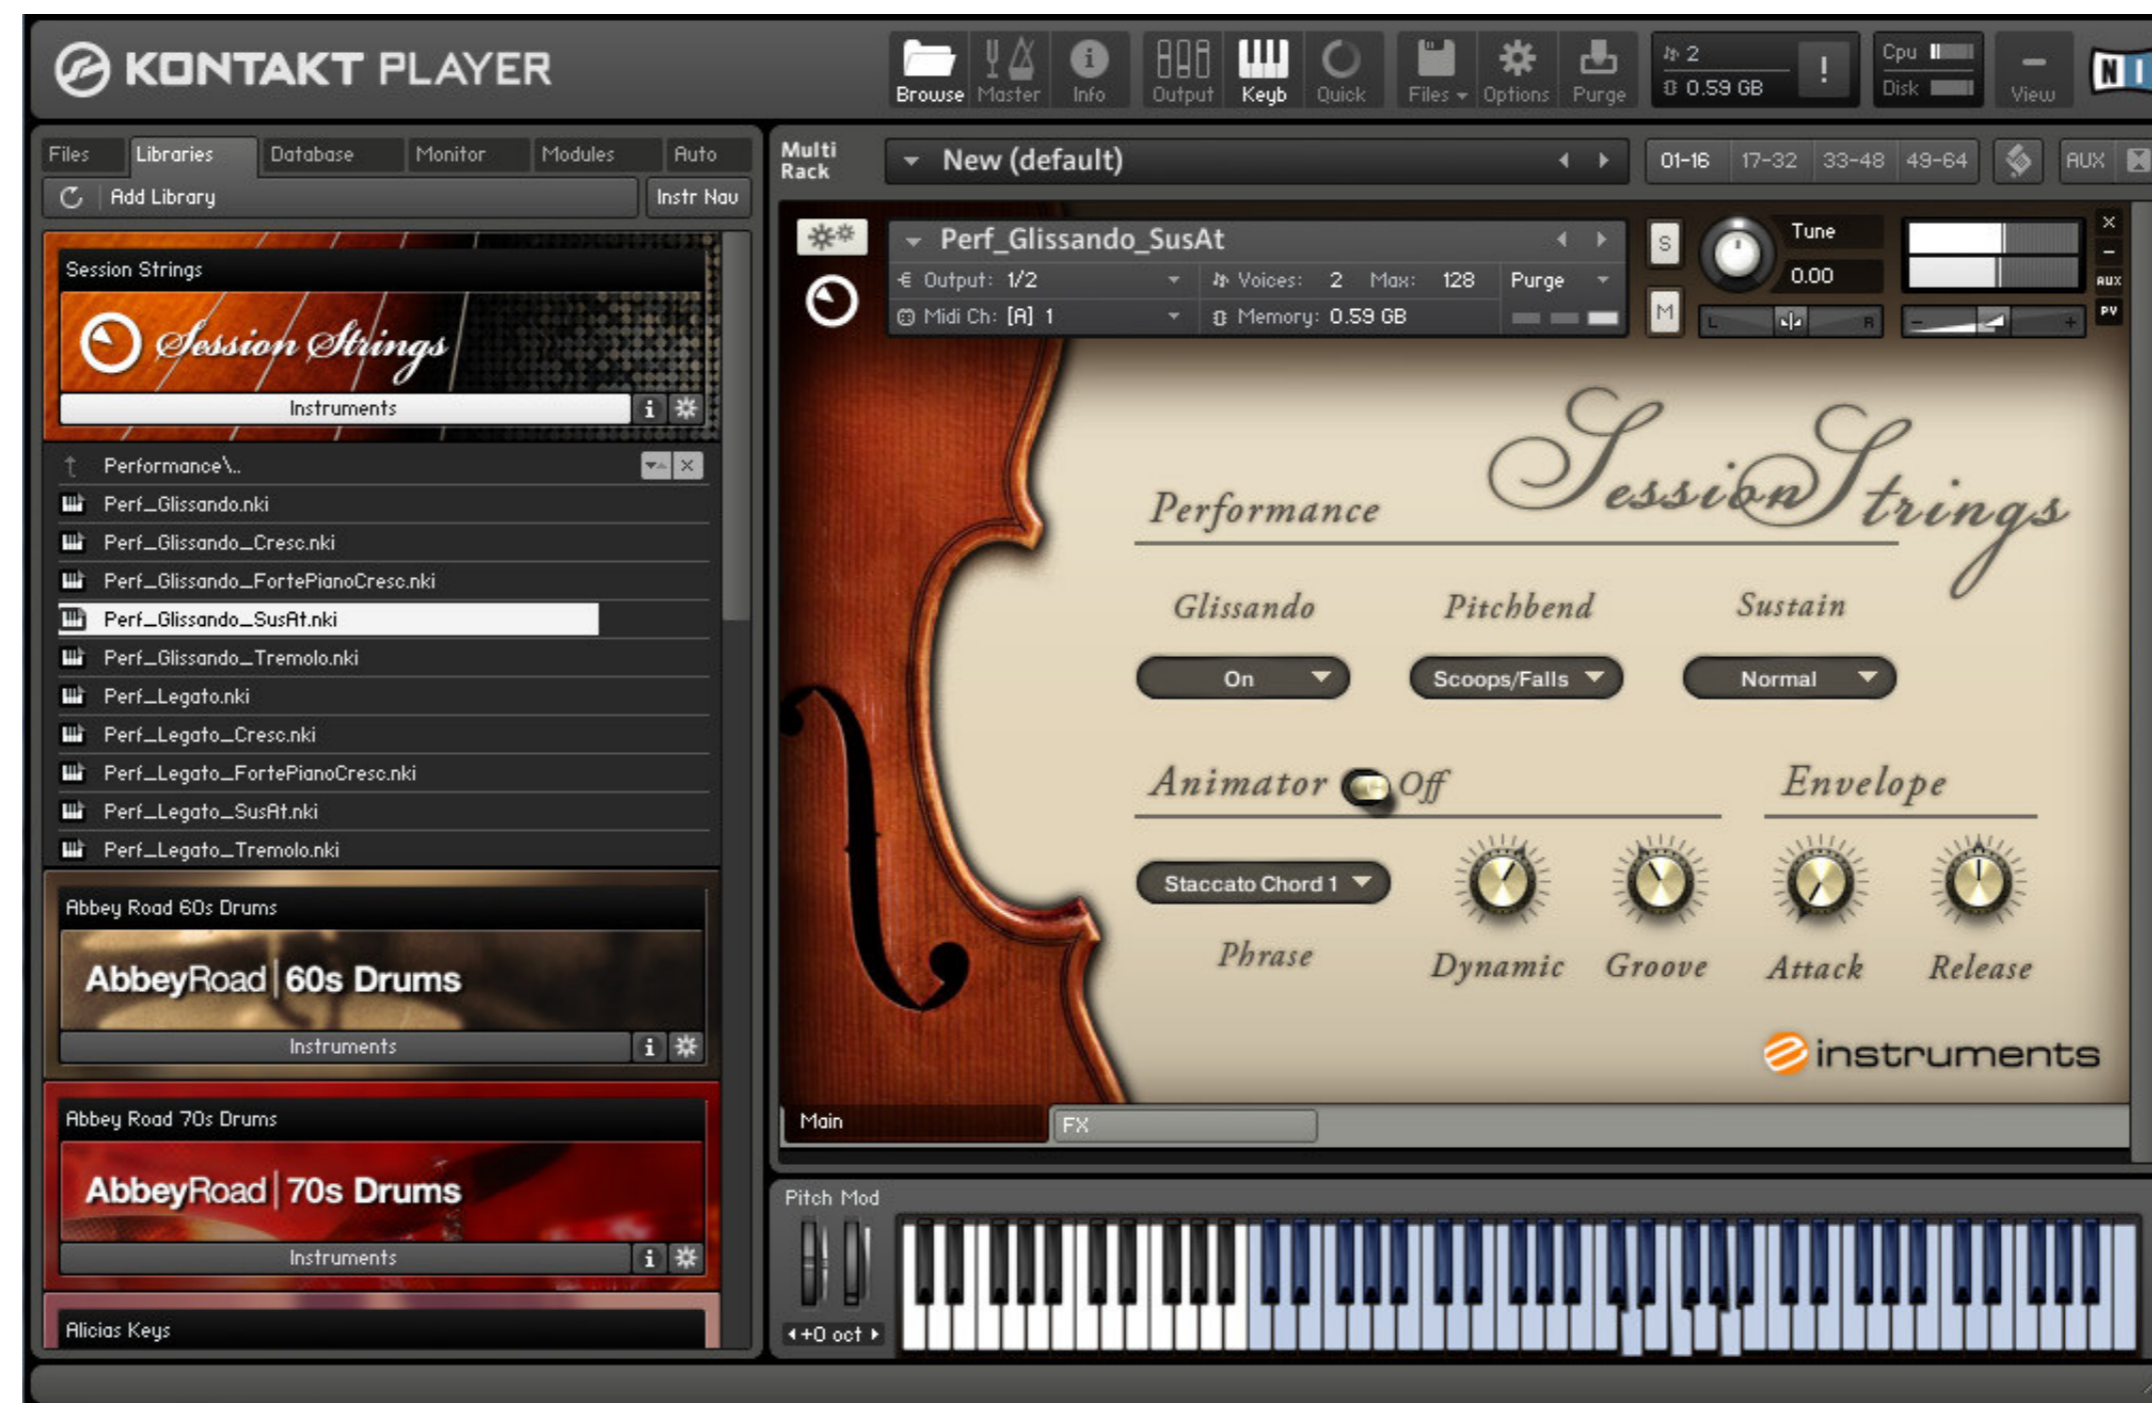 KONTAKT PLAYER
Browse Master Info Output Keyb Quick Files Options Purge
2
0.59 GB
!
Cpu
Disk
View
N I
Files Libraries Database Monitor Modules Auto
Add Library Instr Nav
Session Strings
Session Strings
Instruments i
Performance\..
Perf_Glissando.nki
Perf_Glissando_Cresc.nki
Perf_Glissando_FortePianoCresc.nki
Perf_Glissando_SusAt.nki
Perf_Glissando_Tremolo.nki
Perf_Legato.nki
Perf_Legato_Cresc.nki
Perf_Legato_FortePianoCresc.nki
Perf_Legato_SusAt.nki
Perf_Legato_Tremolo.nki
Abbey Road 60s Drums
AbbeyRoad | 60s Drums
Instruments i
Abbey Road 70s Drums
AbbeyRoad | 70s Drums
Instruments i
Alicias Keys
Multi
Rack
New (default)
01-16 17-32 33-48 49-64 AUX
Perf_Glissando_SusAt
Output: 1/2 Voices: 2 Max: 128 Purge
Midi Ch: [A] 1 Memory: 0.59 GB
S
M
Tune
0.00
L R
- +
X
-
AUX
PV
Session Strings
Performance
Glissando Pitchbend Sustain
On Scoops/Falls Normal
Animator Off Envelope
Staccato Chord 1
Phrase Dynamic Groove Attack Release
e instruments
Main FX
Pitch Mod
+0 oct